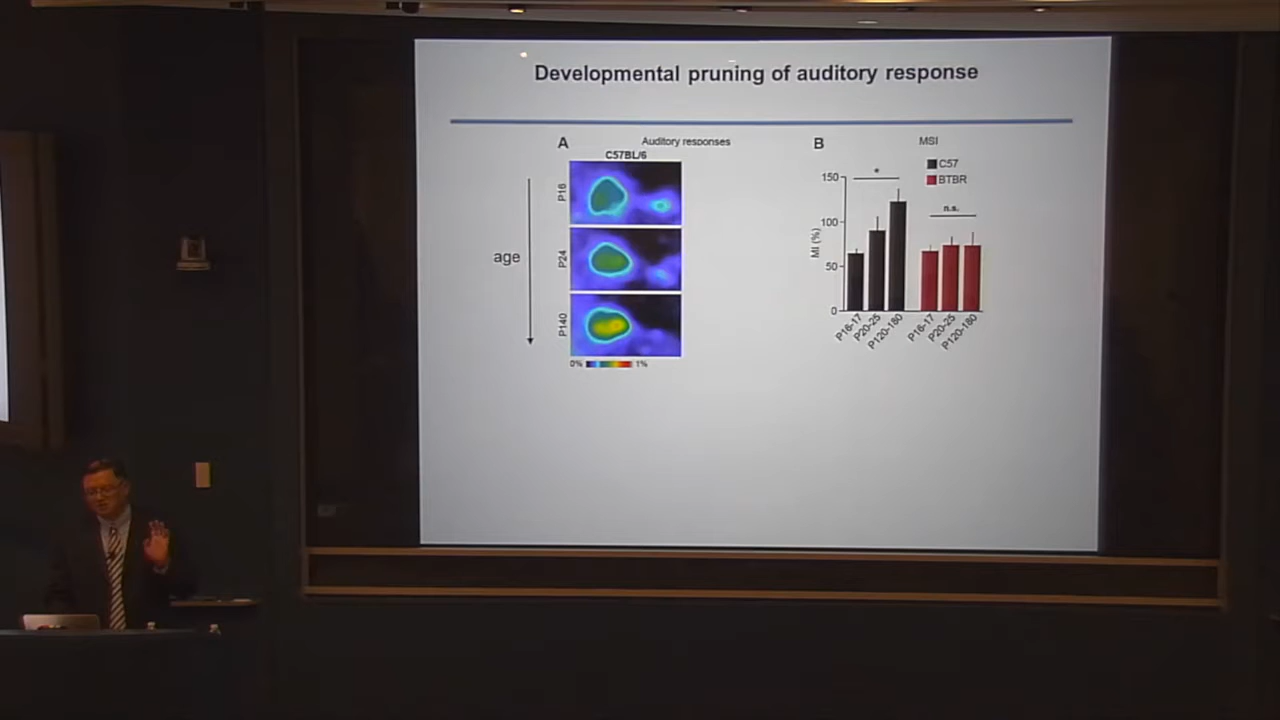 Developmental pruning of auditory response
A
Auditory responses
C57BL/6
age
P16
P24
P140
0%
1%
B
MSI
C57
BTBR
MI (%)
150
100
50
0
*
n.s.
P16-17
P20-25
P120-180
P16-17
P20-25
P120-180